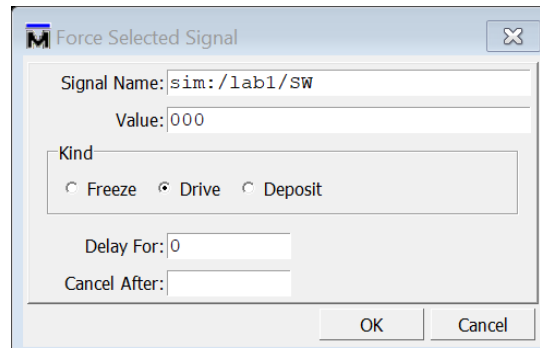 Force Selected Signal
Signal Name: sim:/lab1/SW
Value: 000
Kind
Freeze Drive Deposit
Delay For: 0
Cancel After:
OK Cancel